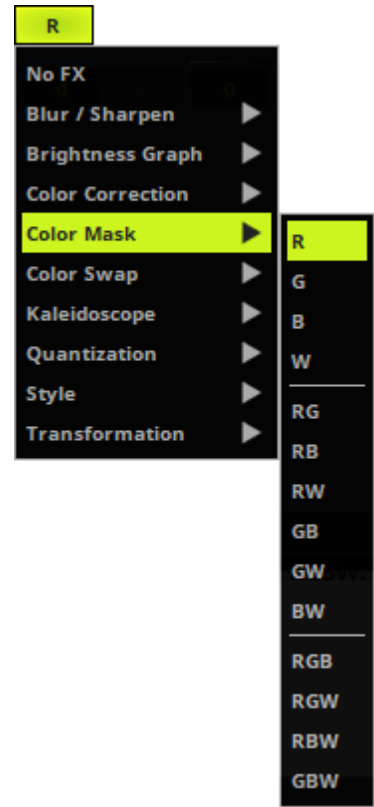 R
No FX
Blur / Sharpen
Brightness Graph
Color Correction
Color Mask
Color Swap
Kaleidoscope
Quantization
Style
Transformation
R
G
B
W
RG
RB
RW
GB
GW
BW
RGB
RGW
RBW
GBW